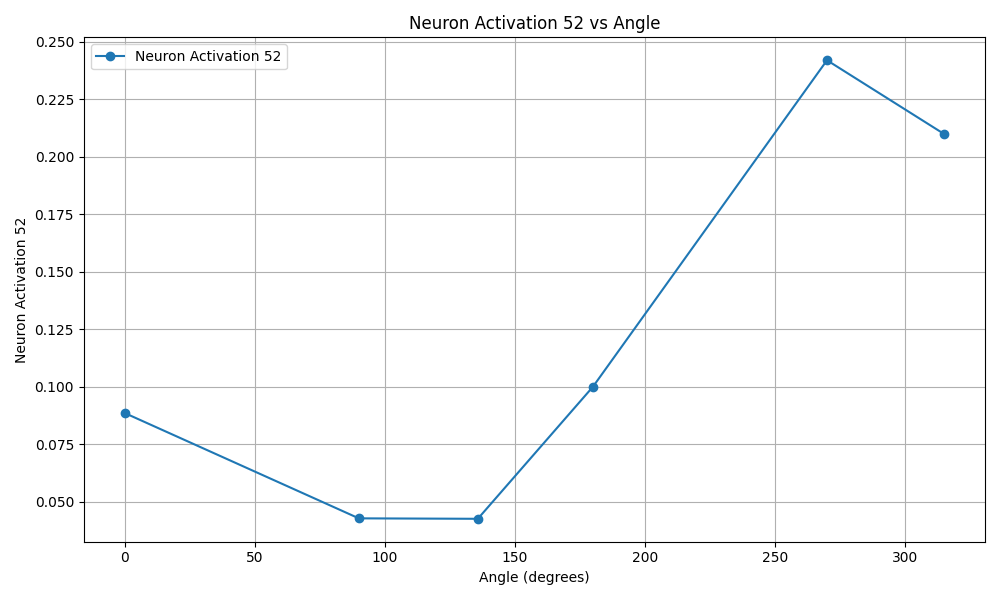 Neuron Activation 52 vs Angle
Neuron Activation 52
0.250
0.225
0.200
0.175
0.150
0.125
0.100
0.075
0.050
Neuron Activation 52
0 50 100 150 200 250 300
Angle (degrees)